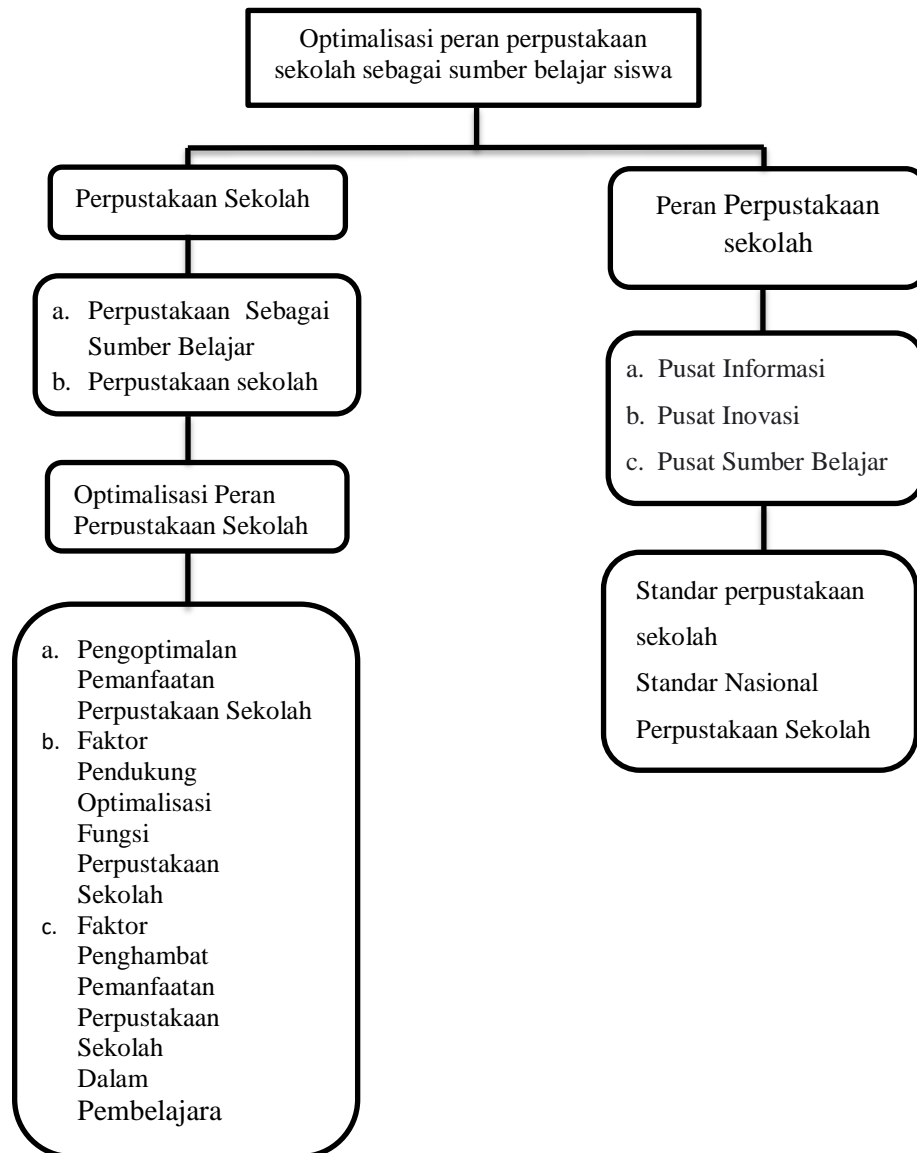 Optimalisasi peran perpustakaan
sekolah sebagai sumber belajar siswa
Perpustakaan Sekolah
a. Perpustakaan Sebagai
Sumber Belajar
b. Perpustakaan sekolah
Optimalisasi Peran
Perpustakaan Sekolah
a. Pengoptimalan
Pemanfaatan
Perpustakaan Sekolah
b. Faktor
Pendukung
Optimalisasi
Fungsi
Perpustakaan
Sekolah
c. Faktor
Penghambat
Pemanfaatan
Perpustakaan
Sekolah
Dalam
Pembelajara
Peran Perpustakaan
sekolah
a. Pusat Informasi
b. Pusat Inovasi
c. Pusat Sumber Belajar
Standar perpustakaan
sekolah
Standar Nasional
Perpustakaan Sekolah